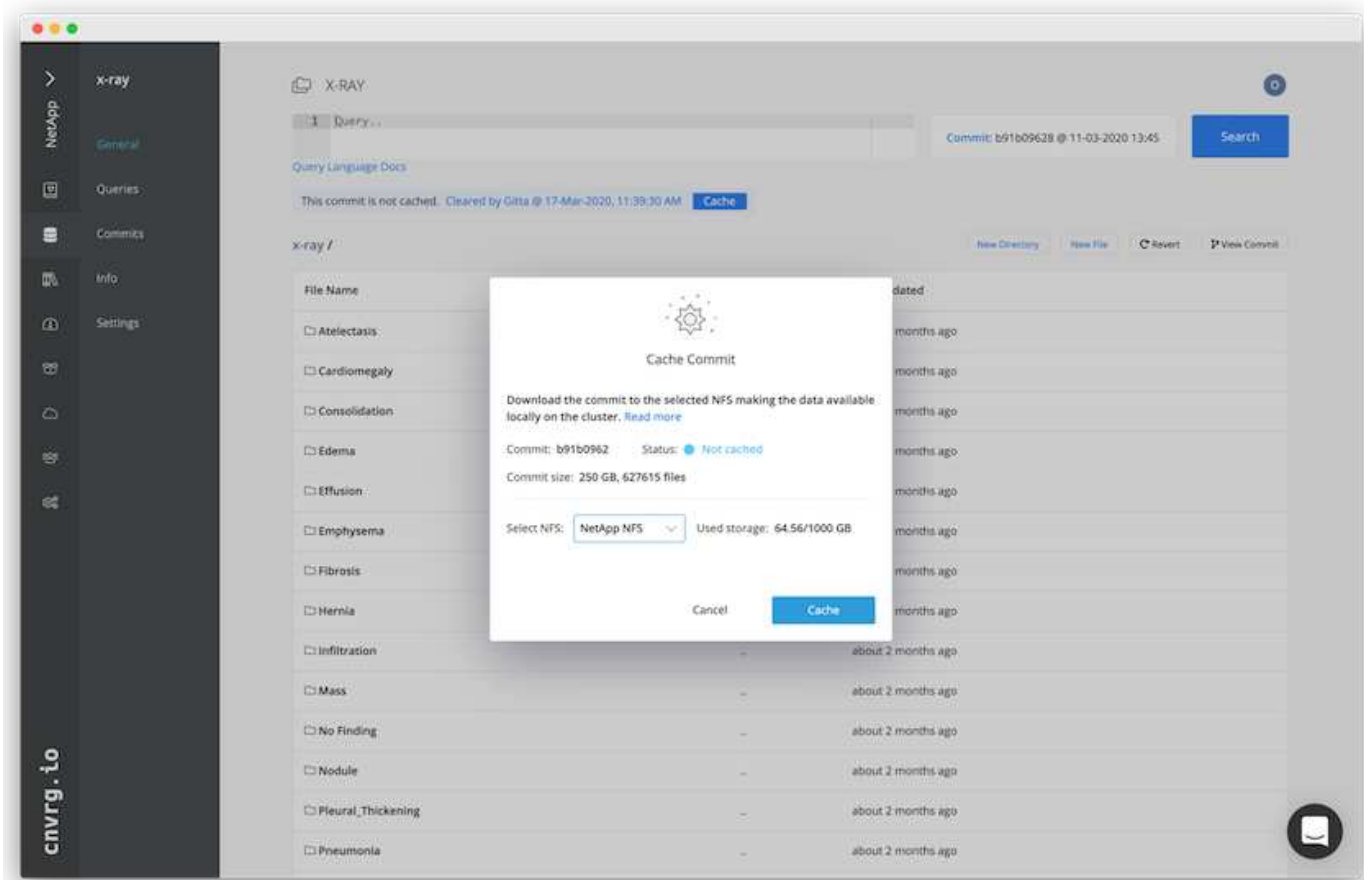 NetApp
cnvrg.io
x-ray
General
Queries
Commits
Info
Settings
X-RAY
1 Query..
Commit: b91b09628 @ 11-03-2020 13:45
Search
Query Language Docs
This commit is not cached. Cleared by Gitta @ 17-Mar-2020, 11:39:30 AM Cache
x-ray /
New Directory New File Revert View Commit
File Name dated
Atelectasis months ago
Cardiomegaly months ago
Consolidation months ago
Edema months ago
Effusion months ago
Emphysema months ago
Fibrosis months ago
Hernia months ago
Infiltration .. about 2 months ago
Mass .. about 2 months ago
No Finding .. about 2 months ago
Nodule .. about 2 months ago
Pleural_Thickening .. about 2 months ago
Pneumonia .. about 2 months ago
Cache Commit
Download the commit to the selected NFS making the data available
locally on the cluster. Read more
Commit: b91b0962 Status: Not cached
Commit size: 250 GB, 627615 files
Select NFS: NetApp NFS Used storage: 64.56/1000 GB
Cancel Cache
O